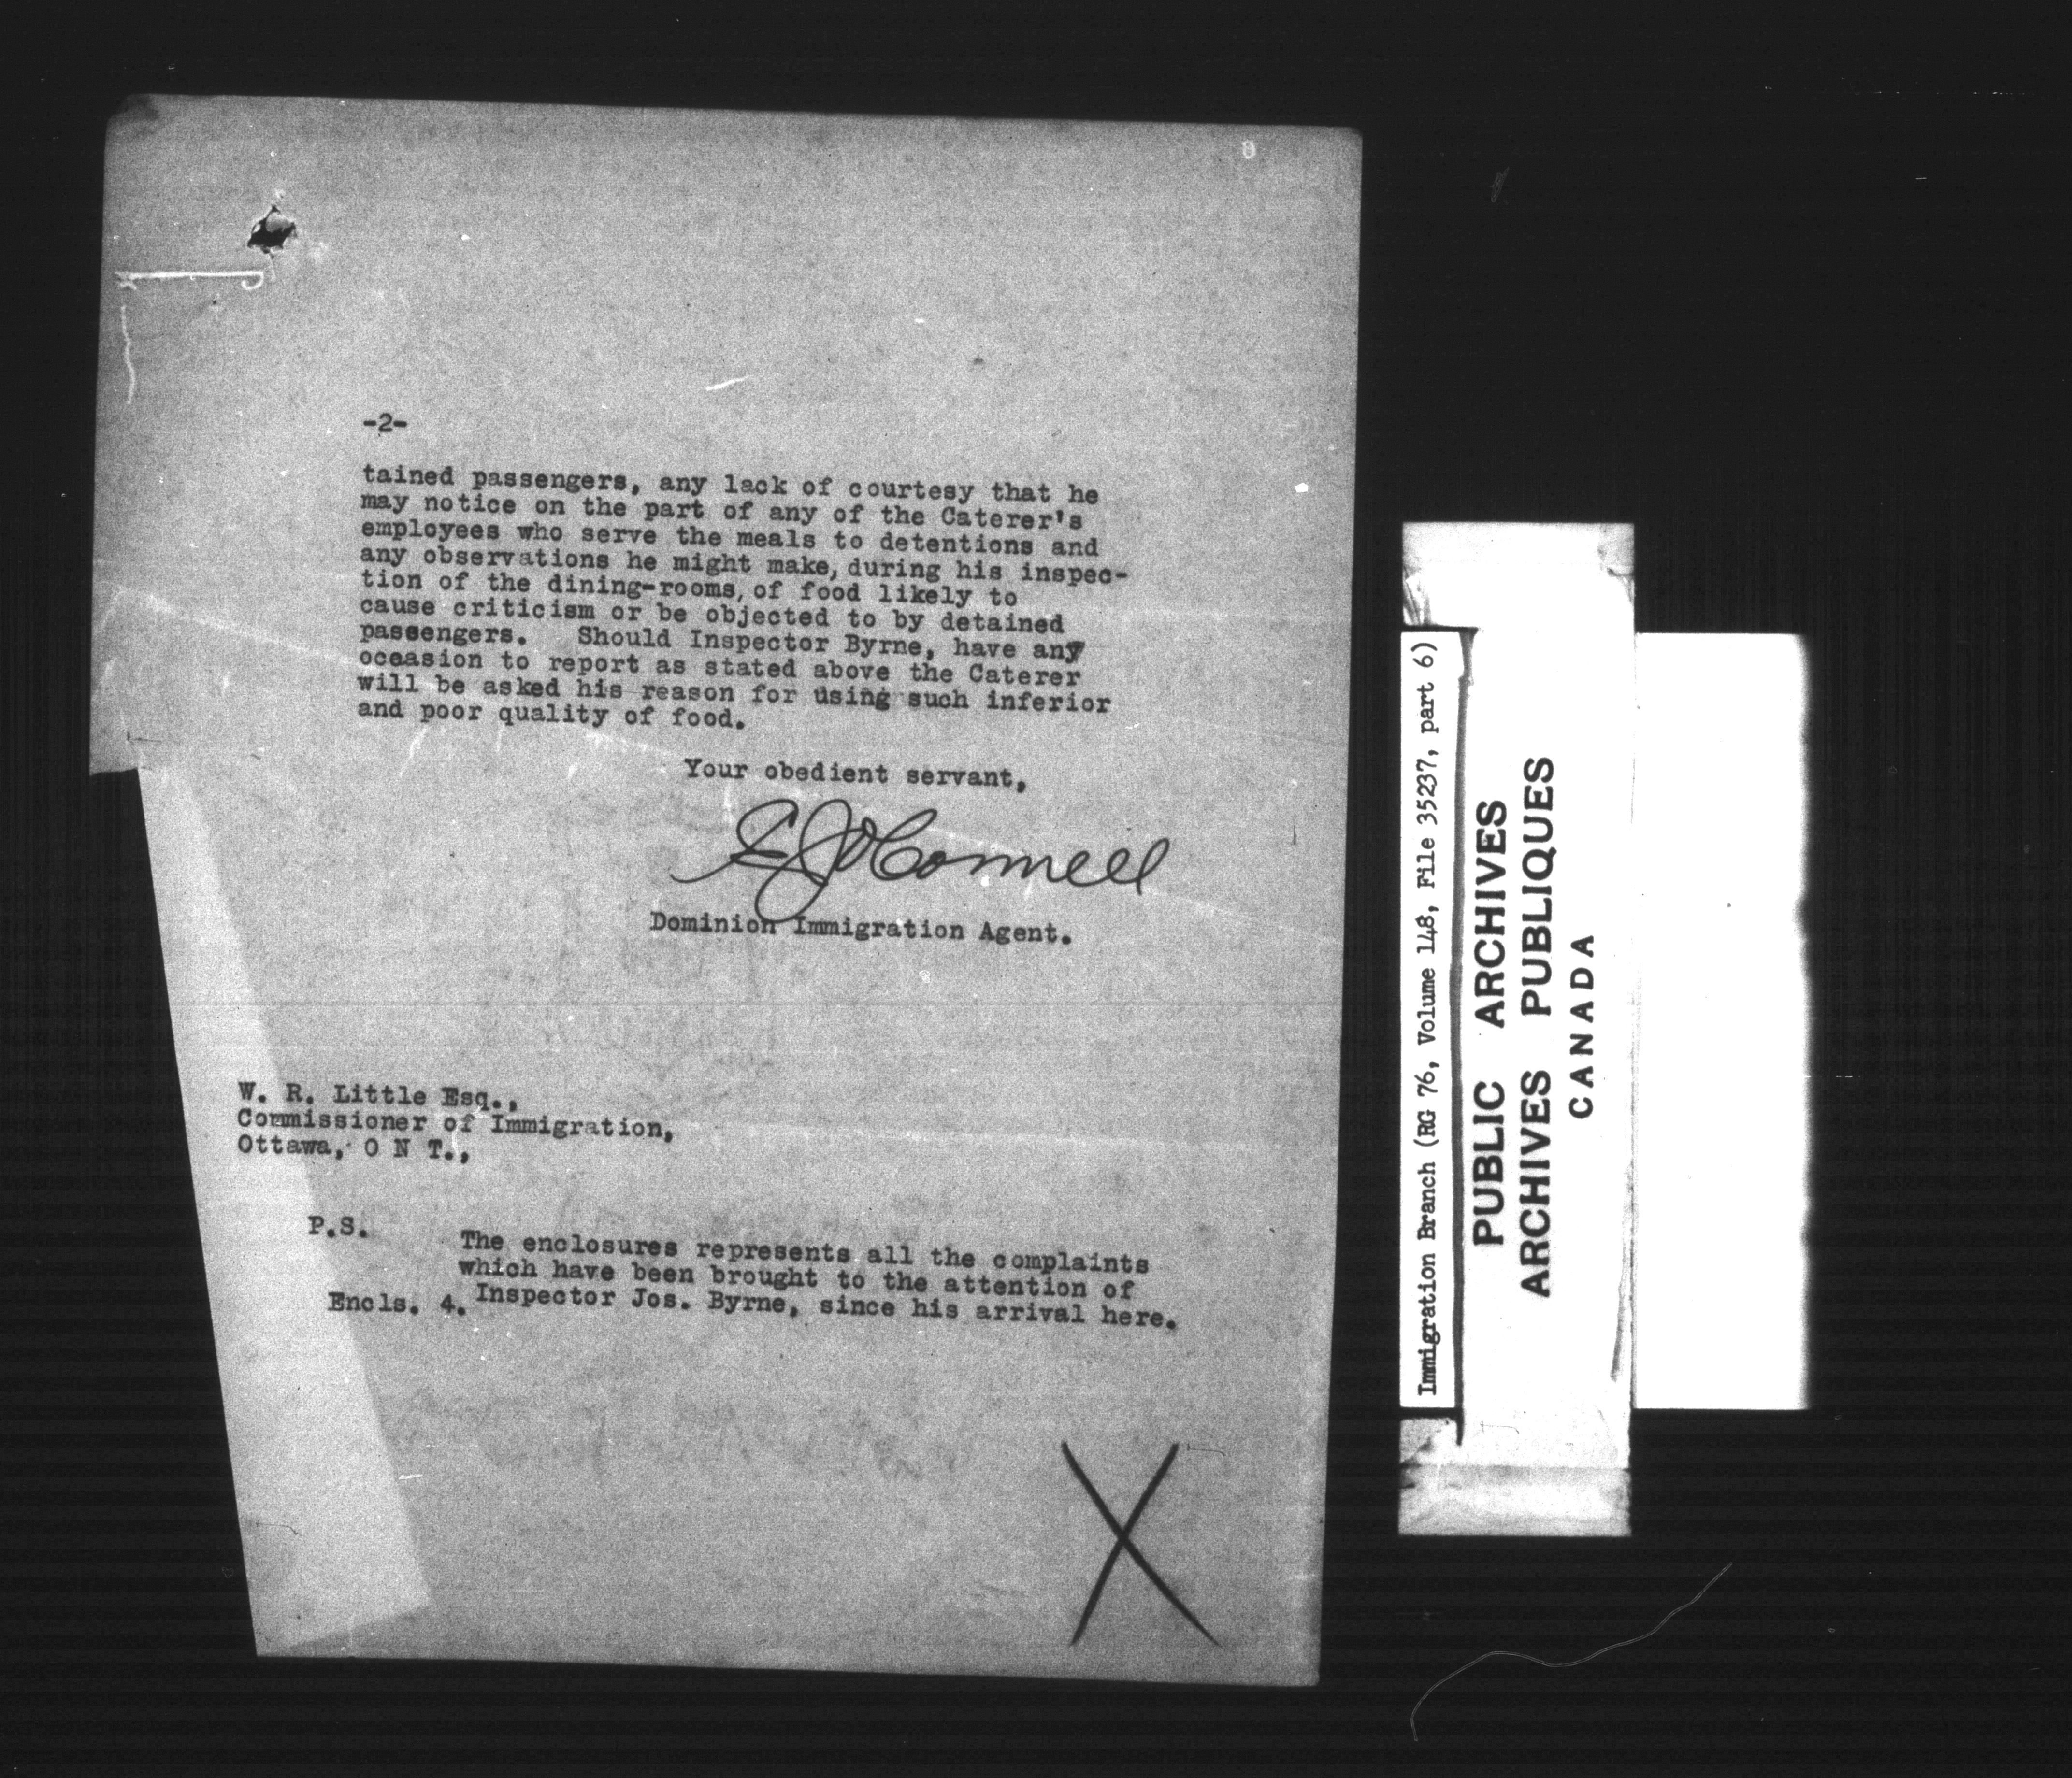 -2-
tained passengers, any lack of courtesy that he
may notice on the part of any of the Caterer's
employees who serve the meals to detentions and
any observations he might make, during his inspec-
tion of the dining-rooms, of food likely to
cause criticism or be objected to by detained
passengers. Should Inspector Byrne, have any
occasion to report as stated above the Caterer
will be asked his reason for using such inferior
and poor quality of food.
Your obedient servant,
E J O'Connell
Dominion Immigration Agent.
W. R. Little Esq.,
Commissioner of Immigration,
Ottawa, O N T.,
P.S.
The enclosures represents all the complaints
which have been brought to the attention of
Encls. 4. Inspector Jos. Byrne, since his arrival here.
Immigration Branch (RG 76, Volume 148, File 35237, part 6)
PUBLIC ARCHIVES
ARCHIVES PUBLIQUES
CANADA